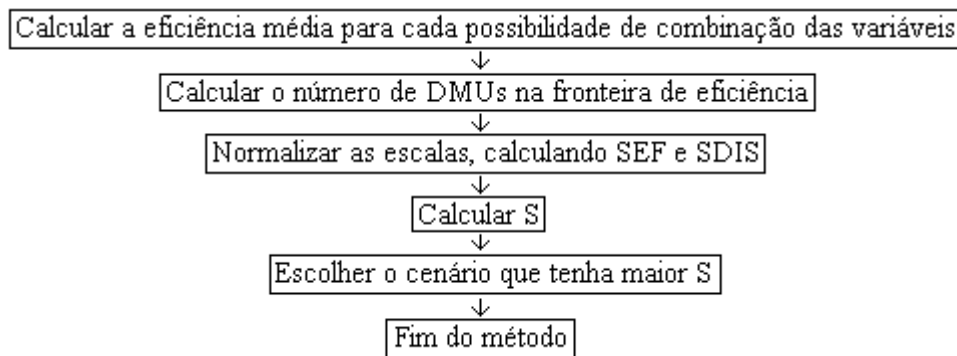 Calcular a eficiência média para cada possibilidade de combinação das variáveis
Calcular o número de DMUs na fronteira de eficiência
Normalizar as escalas, calculando SEF e SDIS
Calcular S
Escolher o cenário que tenha maior S
Fim do método